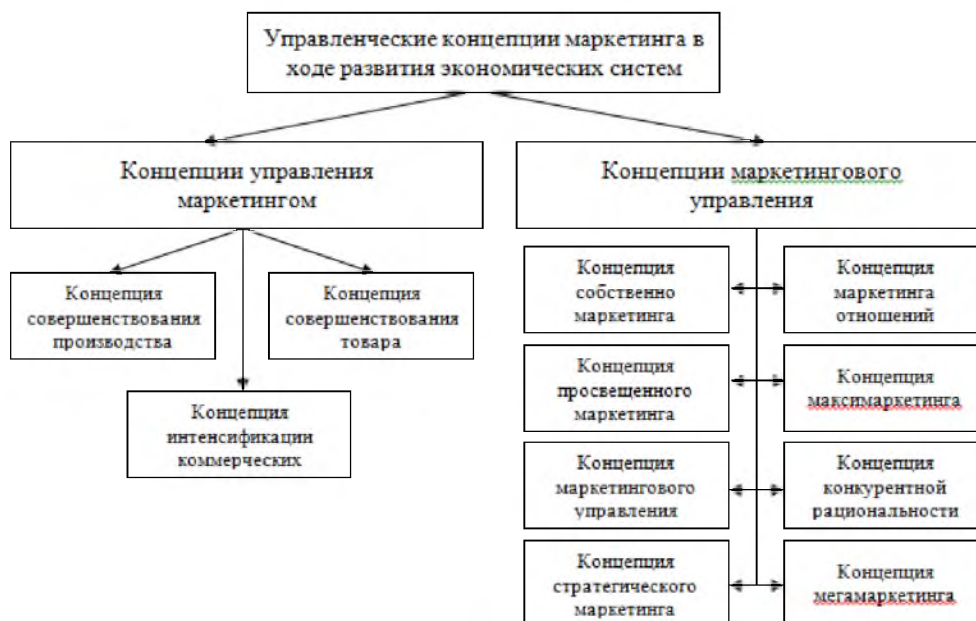 Управленческие концепции маркетинга в
ходе развития экономических систем
Концепции управления
маркетингом
Концепции маркетингового
управления
Концепция
совершенствования
производства
Концепция
совершенствования
товара
Концепция
интенсификации
коммерческих
Концепция
собственно
маркетинга
Концепция
маркетинга
отношений
Концепция
просвещенного
маркетинга
Концепция
максимаркетинга
Концепция
маркетингового
управления
Концепция
конкурентной
рациональности
Концепция
стратегического
маркетинга
Концепция
мегамаркетинга